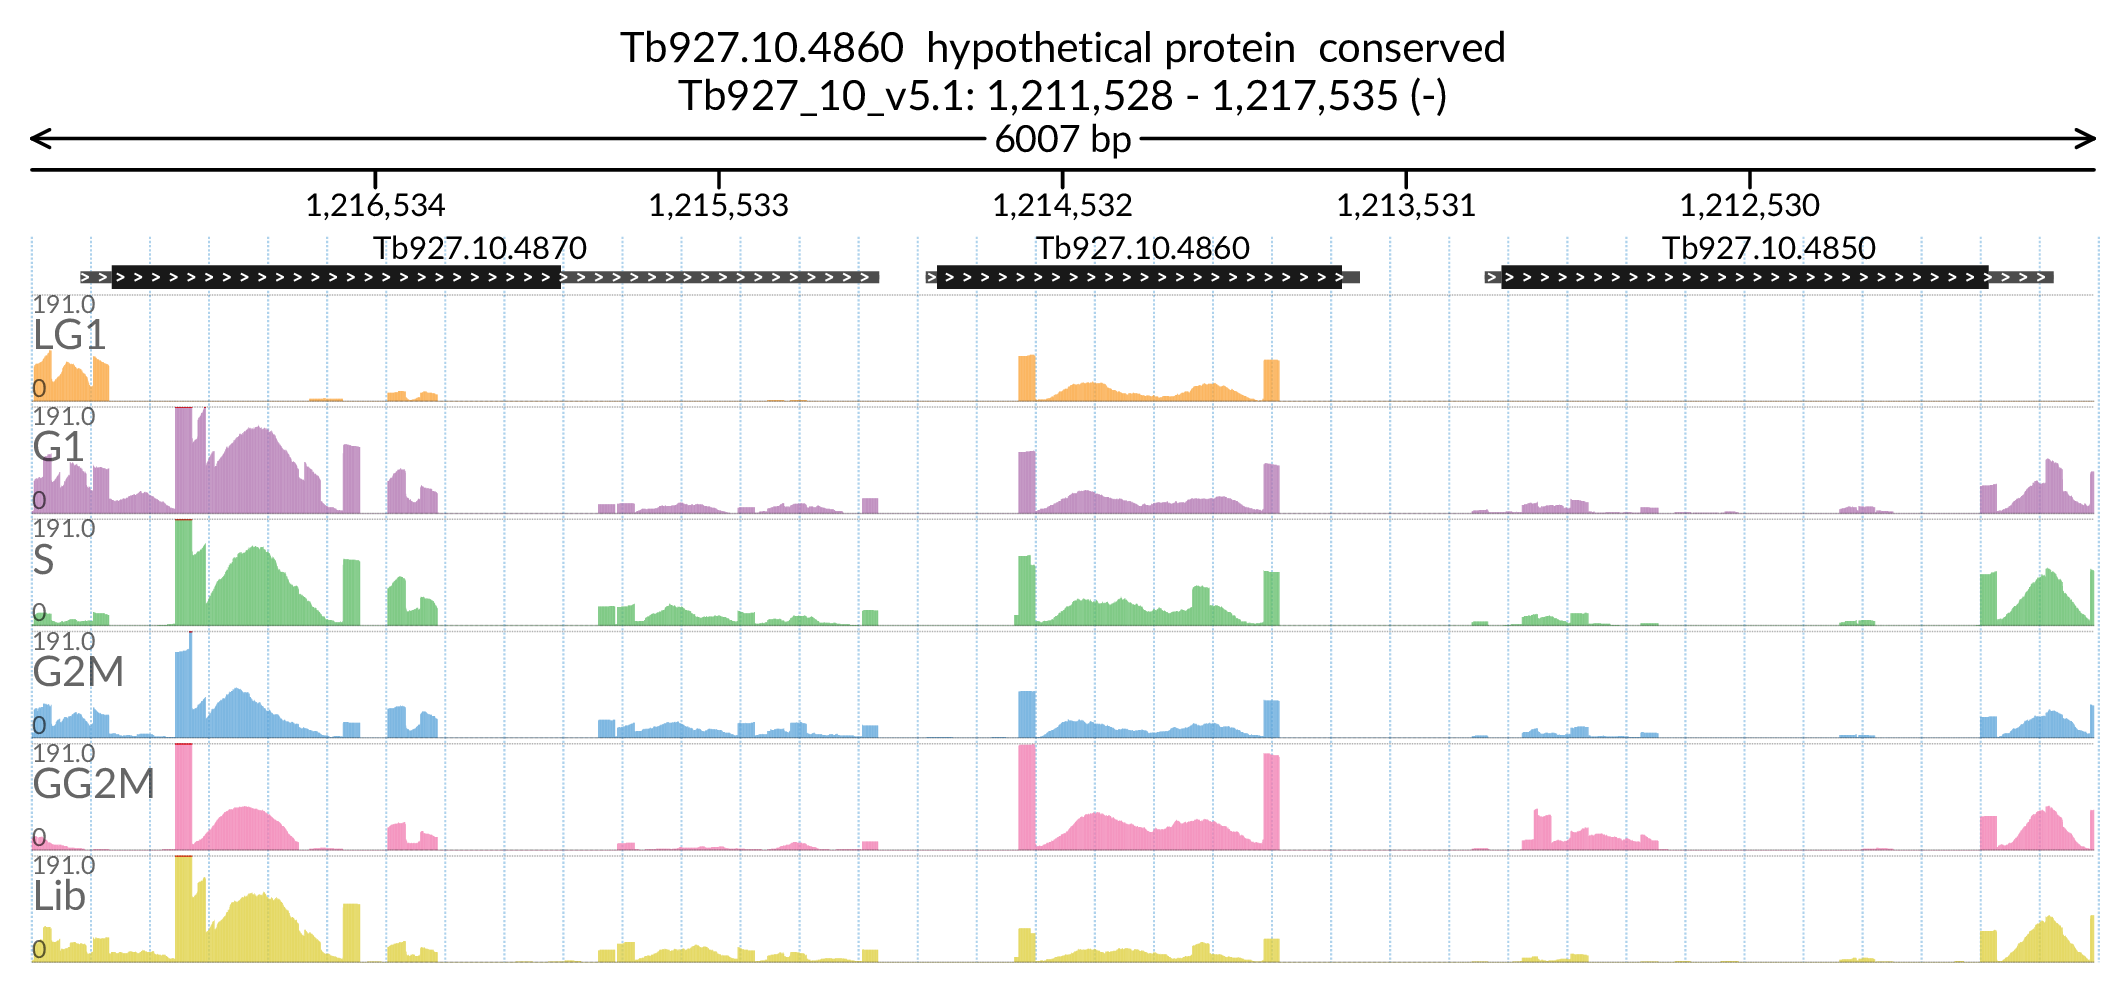 Tb927.10.4860 hypothetical protein conserved
Tb927_10_v5.1: 1,211,528 - 1,217,535 (-)
6007 bp
1,216,534 1,215,533 1,214,532 1,213,531 1,212,530
Tb927.10.4870 Tb927.10.4860 Tb927.10.4850
191.0
LG1
0
191.0
G1
0
191.0
S
0
191.0
G2M
0
191.0
GG2M
0
191.0
Lib
0